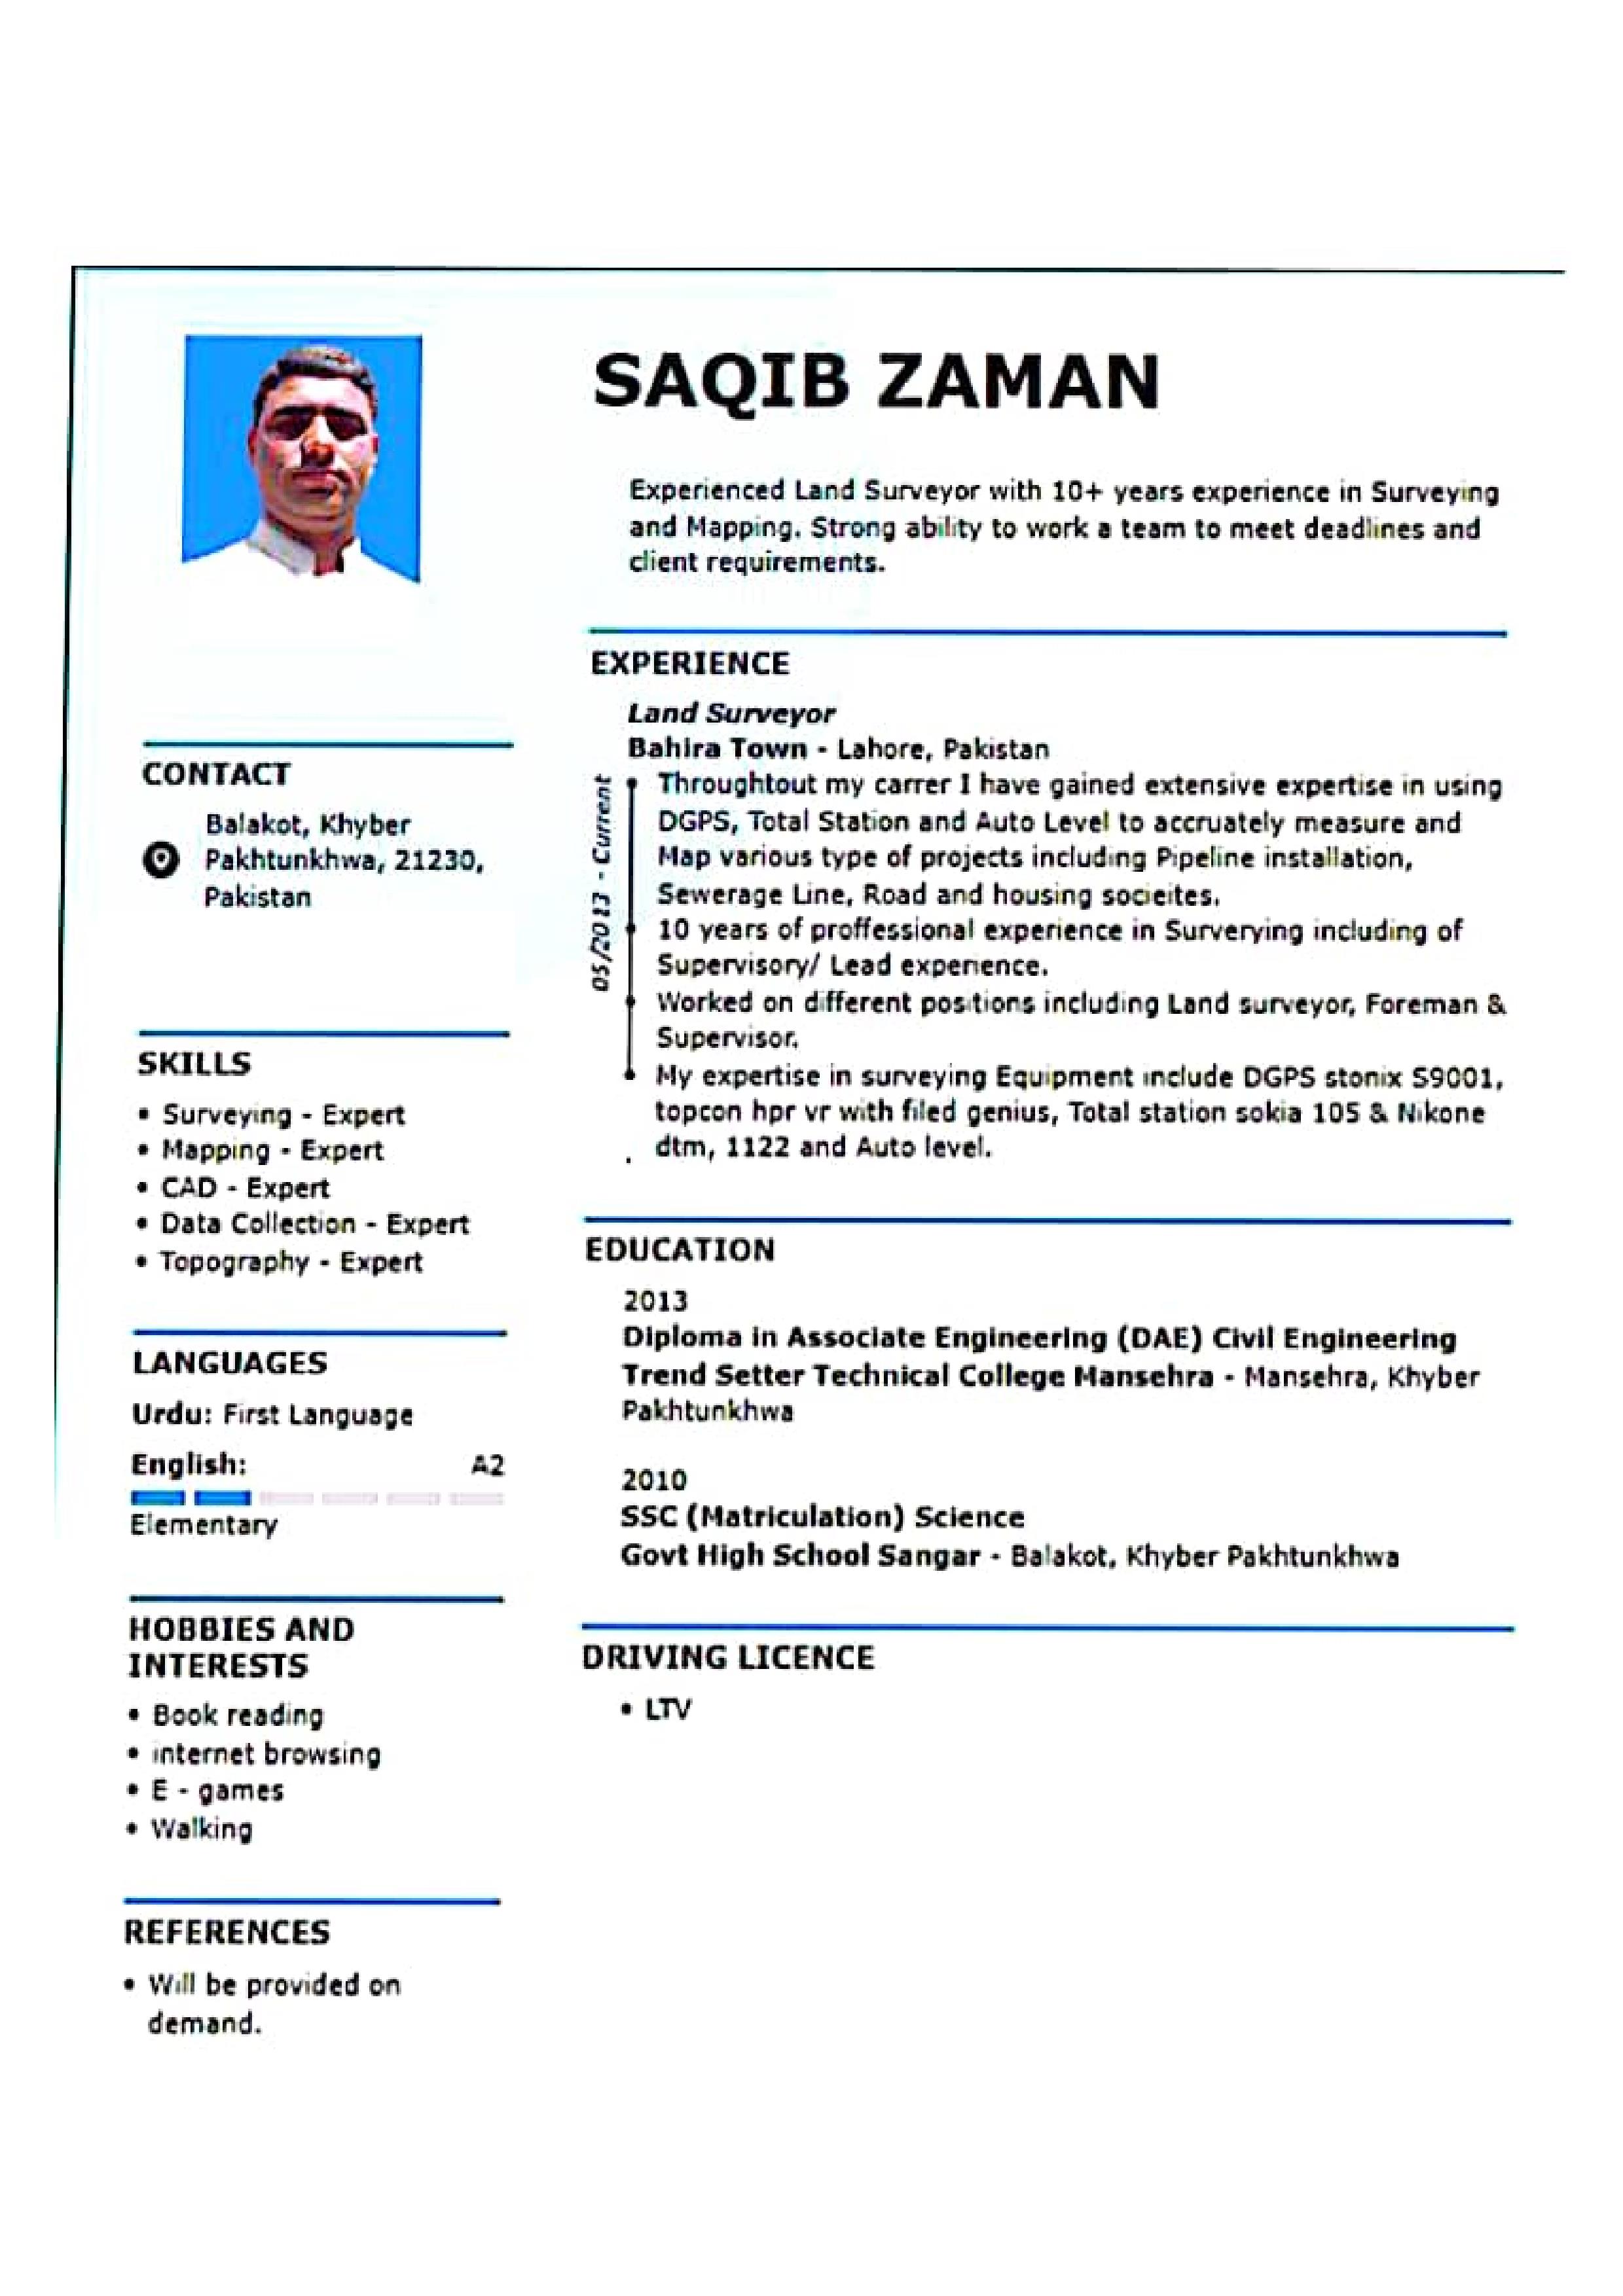 SAQIB ZAMAN
Experienced Land Surveyor with 10+ years experience in Surveying
and Mapping. Strong ability to work a team to meet deadlines and
client requirements.
CONTACT
Balakot, Khyber
Pakhtunkhwa, 21230,
Pakistan
SKILLS
• Surveying - Expert
• Mapping - Expert
• CAD - Expert
• Data Collection - Expert
• Topography - Expert
LANGUAGES
Urdu: First Language
English: A2
Elementary
HOBBIES AND
INTERESTS
• Book reading
• internet browsing
• E - games
• Walking
REFERENCES
• Will be provided on
demand.
EXPERIENCE
Land Surveyor
Bahira Town - Lahore, Pakistan
05/2013 - Current
• Throughtout my carrer I have gained extensive expertise in using
DGPS, Total Station and Auto Level to accruately measure and
Map various type of projects including Pipeline installation,
Sewerage Line, Road and housing socieites.
• 10 years of proffessional experience in Surverying including of
Supervisory/ Lead experience.
• Worked on different positions including Land surveyor, Foreman &
Supervisor.
• My expertise in surveying Equipment include DGPS stonix S9001,
topcon hpr vr with filed genius, Total station sokia 105 & Nikone
dtm, 1122 and Auto level.
EDUCATION
2013
Diploma in Associate Engineering (DAE) Civil Engineering
Trend Setter Technical College Mansehra - Mansehra, Khyber
Pakhtunkhwa
2010
SSC (Matriculation) Science
Govt High School Sangar - Balakot, Khyber Pakhtunkhwa
DRIVING LICENCE
• LTV